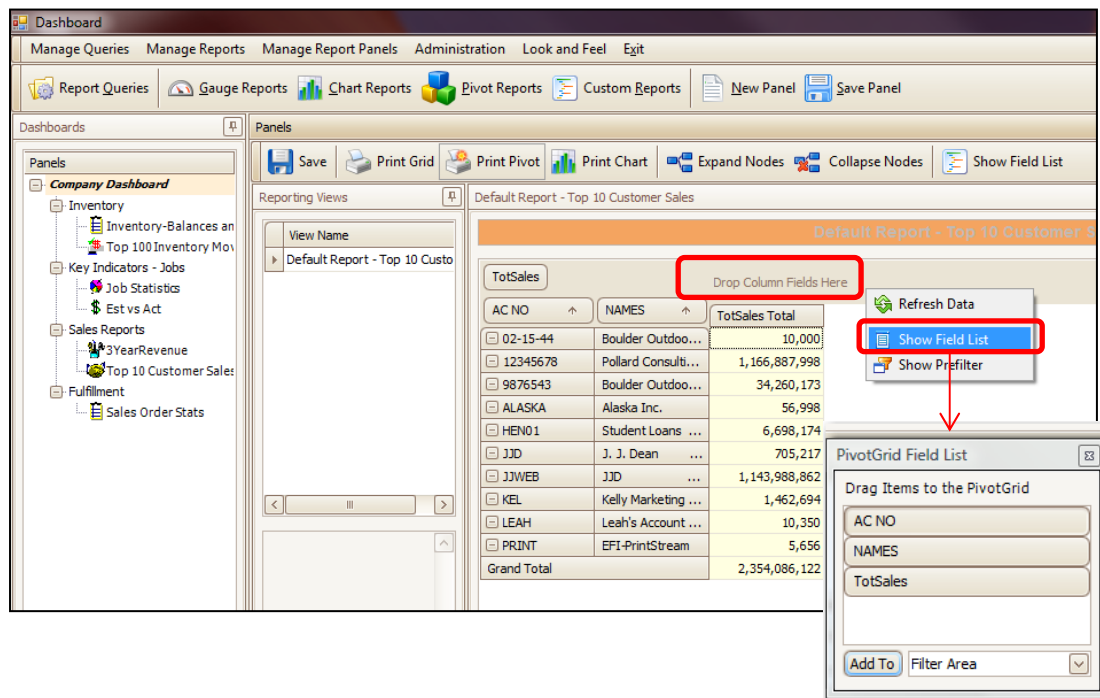 Dashboard
Manage Queries Manage Reports Manage Report Panels Administration Look and Feel Exit
Report Queries Gauge Reports Chart Reports Pivot Reports Custom Reports New Panel Save Panel
Dashboards
Panels
Panels
Company Dashboard
Inventory
Inventory-Balances an
Top 100 Inventory Mov
Key Indicators - Jobs
Job Statistics
Est vs Act
Sales Reports
3YearRevenue
Top 10 Customer Sales
Fulfillment
Sales Order Stats
Save Print Grid Print Pivot Print Chart Expand Nodes Collapse Nodes Show Field List
Reporting Views
View Name
Default Report - Top 10 Custo
Default Report - Top 10 Customer Sales
Default Report - Top 10 Customer S
TotSales
Drop Column Fields Here
AC NO NAMES TotSales Total
02-15-44 Boulder Outdoo... 10,000
12345678 Pollard Consulti... 1,166,887,998
9876543 Boulder Outdoo... 34,260,173
ALASKA Alaska Inc. 56,998
HEN01 Student Loans ... 6,698,174
JJD J. J. Dean ... 705,217
JJWEB JJD ... 1,143,988,862
KEL Kelly Marketing ... 1,462,694
LEAH Leah's Account ... 10,350
PRINT EFI-PrintStream 5,656
Grand Total 2,354,086,122
Refresh Data
Show Field List
Show Prefilter
PivotGrid Field List
Drag Items to the PivotGrid
AC NO
NAMES
TotSales
Add To Filter Area